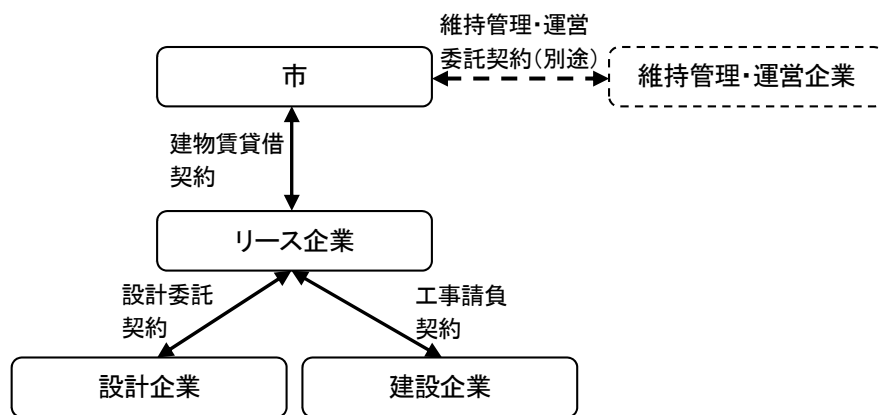 維持管理・運営
委託契約（別途）
市
維持管理・運営企業
建物賃貸借
契約
リース企業
設計委託
契約
工事請負
契約
設計企業
建設企業